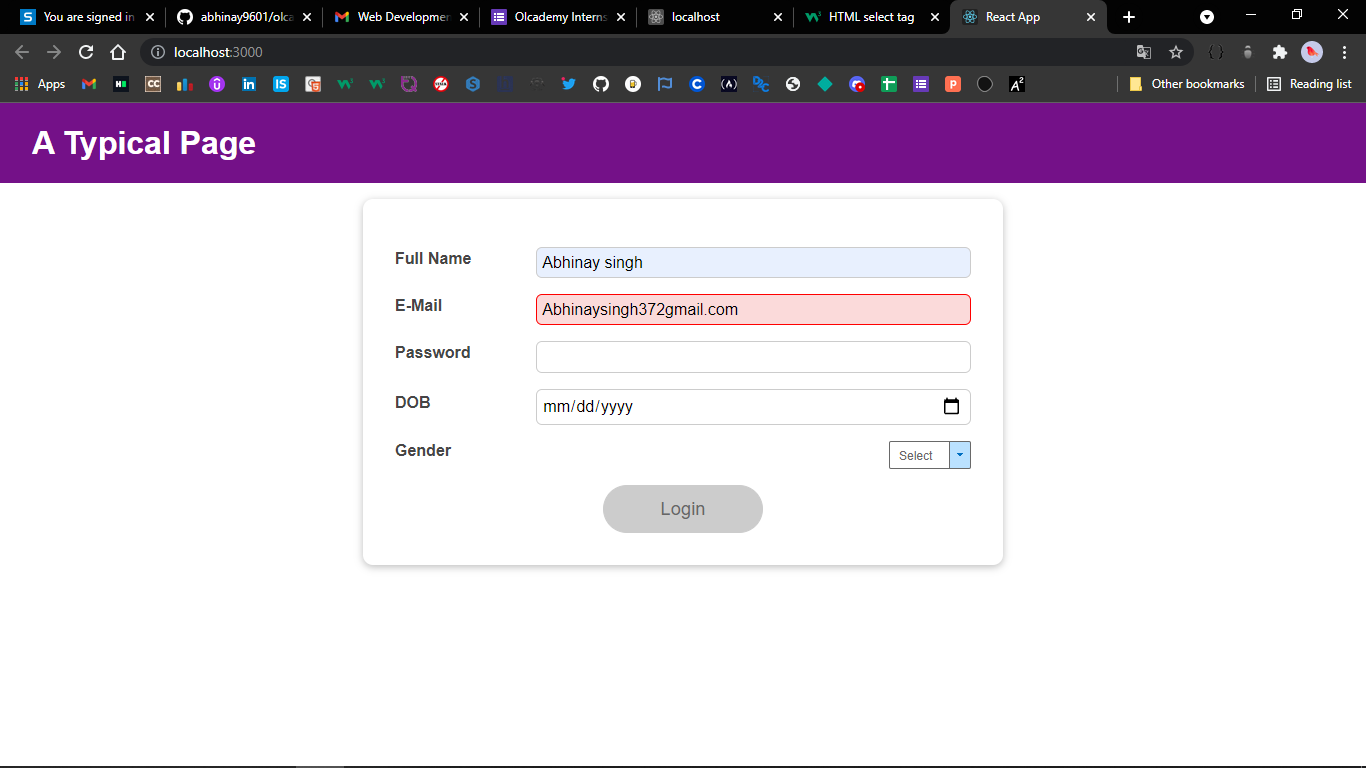 You are signed in
abhinay9601/olca
Web Developmen
Olcademy Interns
localhost
HTML select tag
React App
localhost:3000
Apps
Other bookmarks
Reading list
A Typical Page
Full Name
Abhinay singh
E-Mail
Abhinaysingh372gmail.com
Password
DOB
mm/dd/yyyy
Gender
Select
Login